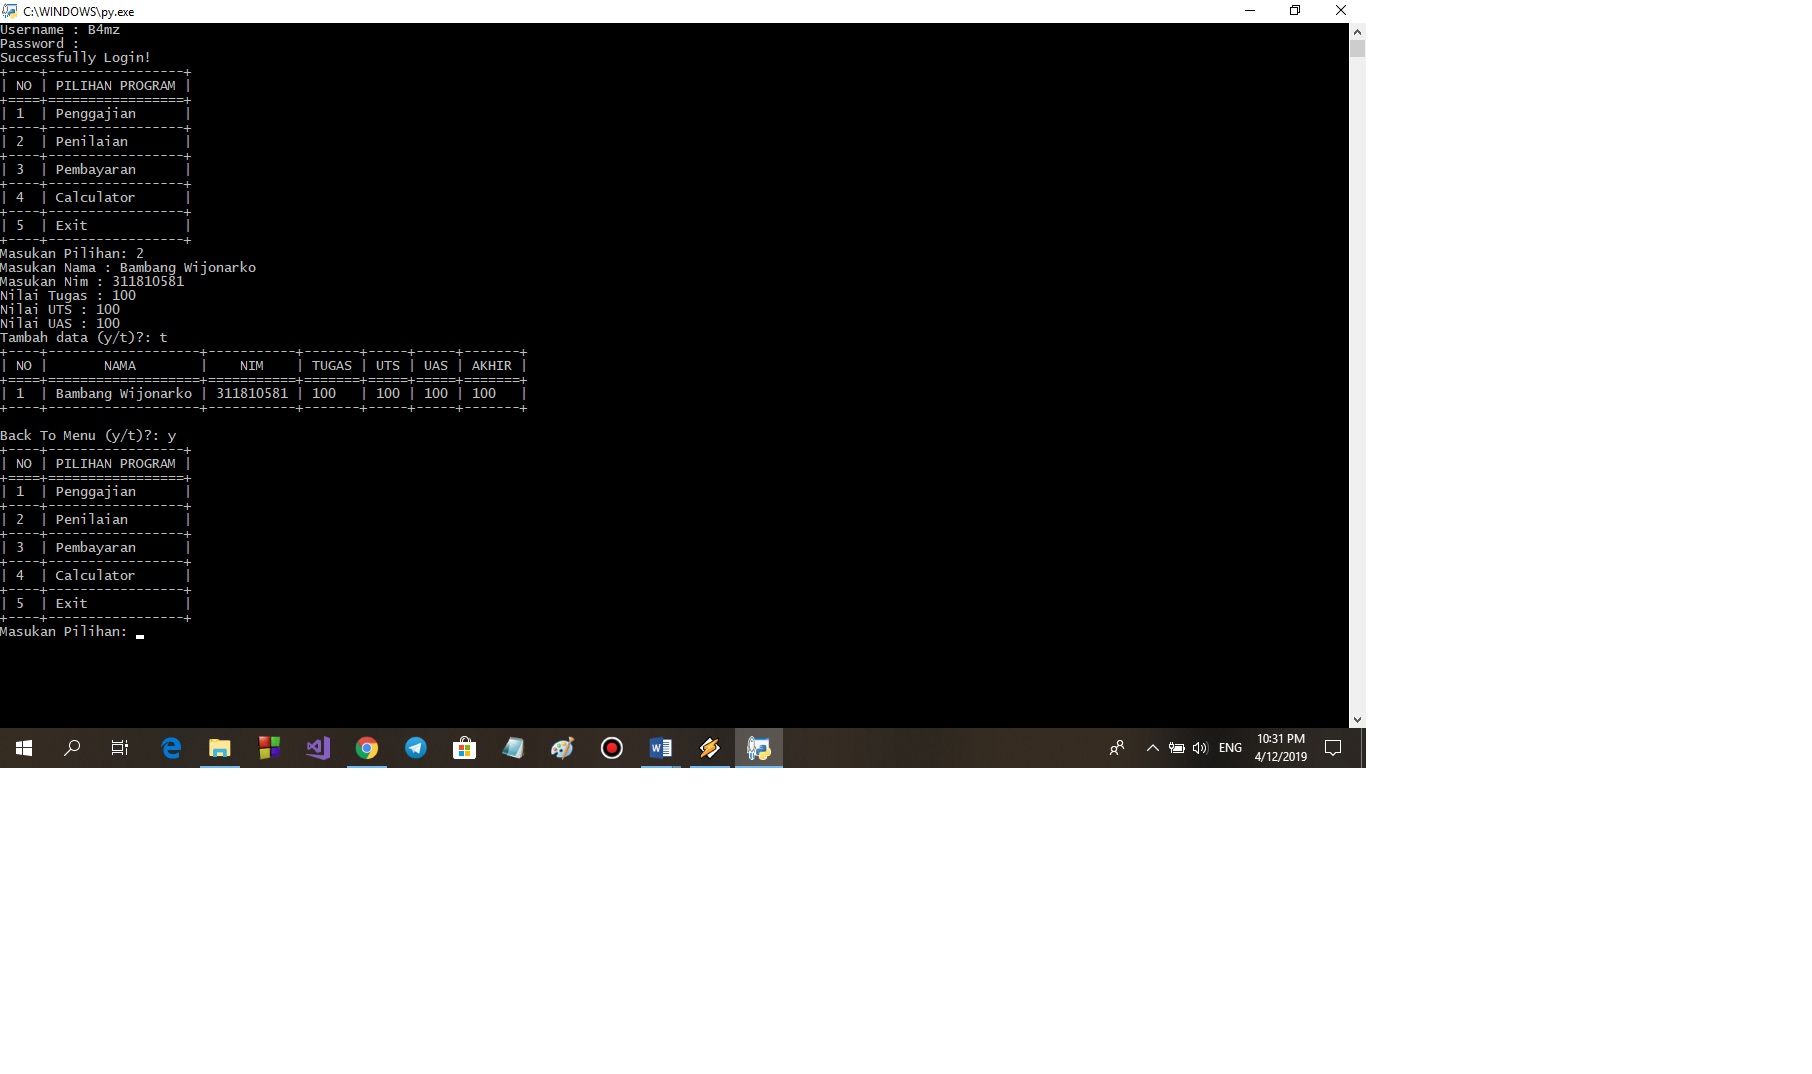 C:\WINDOWS\py.exe
Username : B4mz
Password :
Successfully Login!
+----+-----------------+
| NO | PILIHAN PROGRAM |
+====+=================+
| 1  | Penggajian      |
+----+-----------------+
| 2  | Penilaian       |
+----+-----------------+
| 3  | Pembayaran      |
+----+-----------------+
| 4  | Calculator      |
+----+-----------------+
| 5  | Exit            |
+----+-----------------+
Masukan Pilihan: 2
Masukan Nama : Bambang Wijonarko
Masukan Nim : 311810581
Nilai Tugas : 100
Nilai UTS : 100
Nilai UAS : 100
Tambah data (y/t)?: t
+----+-------------------+-----------+-------+-----+-----+-------+
| NO |       NAMA        |    NIM    | TUGAS | UTS | UAS | AKHIR |
+====+===================+===========+=======+=====+=====+=======+
| 1  | Bambang Wijonarko | 311810581 | 100   | 100 | 100 | 100   |
+----+-------------------+-----------+-------+-----+-----+-------+
Back To Menu (y/t)?: y
+----+-----------------+
| NO | PILIHAN PROGRAM |
+====+=================+
| 1  | Penggajian      |
+----+-----------------+
| 2  | Penilaian       |
+----+-----------------+
| 3  | Pembayaran      |
+----+-----------------+
| 4  | Calculator      |
+----+-----------------+
| 5  | Exit            |
+----+-----------------+
Masukan Pilihan:
ENG
10:31 PM
4/12/2019